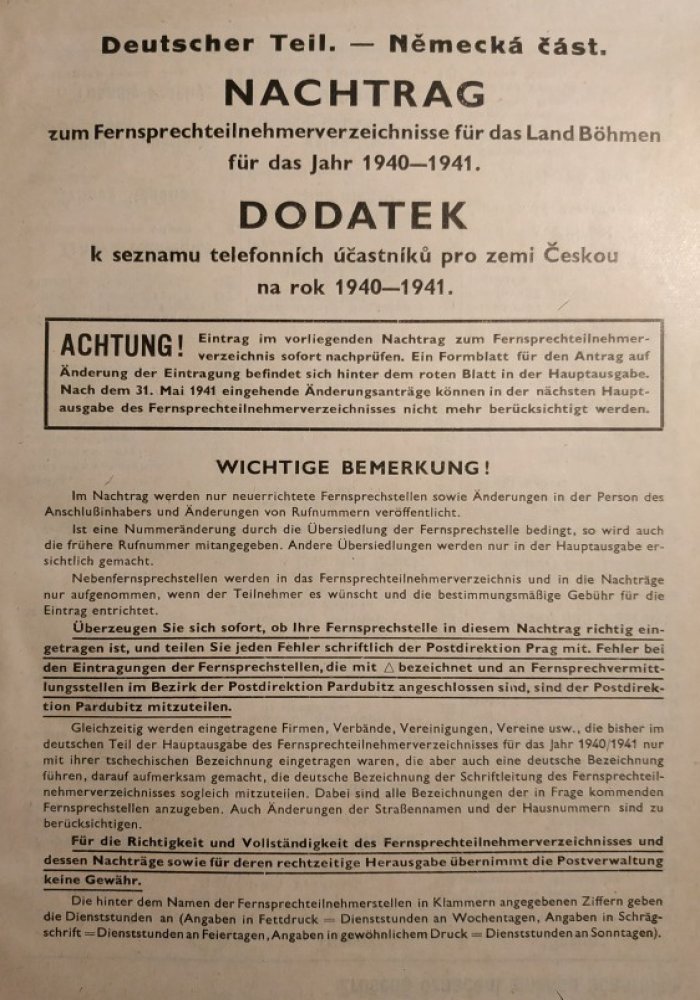 Deutscher Teil. — Německá část.
NACHTRAG
zum Fernsprechteilnehmerverzeichnisse für das Land Böhmen
für das Jahr 1940—1941.
DODATEK
k seznamu telefonních účastníků pro zemi Českou
na rok 1940—1941.
ACHTUNG! Eintrag im vorliegenden Nachtrag zum Fernsprechteilnehmer-
verzeichnis sofort nachprüfen. Ein Formblatt für den Antrag auf
Änderung der Eintragung befindet sich hinter dem roten Blatt in der Hauptausgabe.
Nach dem 31. Mai 1941 eingehende Änderungsanträge können in der nächsten Haupt-
ausgabe des Fernsprechteilnehmerverzeichnisses nicht mehr berücksichtigt werden.
WICHTIGE BEMERKUNG!
Im Nachtrag werden nur neuerrichtete Fernsprechstellen sowie Änderungen in der Person des
Anschlußinhabers und Änderungen von Rufnummern veröffentlicht.
Ist eine Nummeränderung durch die Übersiedlung der Fernsprechstelle bedingt, so wird auch
die frühere Rufnummer mitangegeben. Andere Übersiedlungen werden nur in der Hauptausgabe er-
sichtlich gemacht.
Nebenfernsprechstellen werden in das Fernsprechteilnehmerverzeichnis und in die Nachträge
nur aufgenommen, wenn der Teilnehmer es wünscht und die bestimmungsmäßige Gebühr für die
Eintrag entrichtet.
Überzeugen Sie sich sofort, ob Ihre Fernsprechstelle in diesem Nachtrag richtig ein-
getragen ist, und teilen Sie jeden Fehler schriftlich der Postdirektion Prag mit. Fehler bei
den Eintragungen der Fernsprechstellen, die mit △ bezeichnet und an Fernsprechvermitt-
lungsstellen im Bezirk der Postdirektion Pardubitz angeschlossen sind, sind der Postdirek-
tion Pardubitz mitzuteilen.
Gleichzeitig werden eingetragene Firmen, Verbände, Vereinigungen, Vereine usw., die bisher im
deutschen Teil der Hauptausgabe des Fernsprechteilnehmerverzeichnisses für das Jahr 1940/1941 nur
mit ihrer tschechischen Bezeichnung eingetragen waren, die aber auch eine deutsche Bezeichnung
führen, darauf aufmerksam gemacht, die deutsche Bezeichnung der Schriftleitung des Fernsprechteil-
nehmerverzeichnisses sogleich mitzuteilen. Dabei sind alle Bezeichnungen der in Frage kommenden
Fernsprechstellen anzugeben. Auch Änderungen der Straßennamen und der Hausnummern sind zu
berücksichtigen.
Für die Richtigkeit und Vollständigkeit des Fernsprechteilnehmerverzeichnisses und
dessen Nachträge sowie für deren rechtzeitige Herausgabe übernimmt die Postverwaltung
keine Gewähr.
Die hinter dem Namen der Fernsprechteilnehmerstellen in Klammern angegebenen Ziffern geben
die Dienststunden an (Angaben in Fettdruck = Dienststunden an Wochentagen, Angaben in Schräg-
schrift = Dienststunden an Feiertagen, Angaben in gewöhnlichem Druck = Dienststunden an Sonntagen).